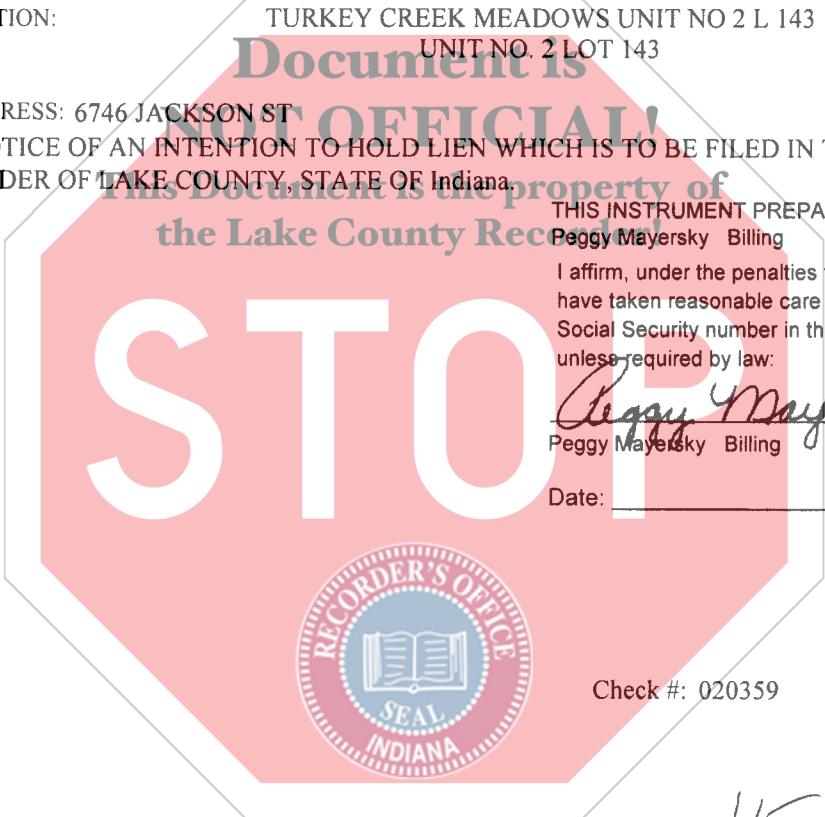 TION: TURKEY CREEK MEADOWS UNIT NO 2 L 143
UNIT NO. 2 LOT 143
Document is
RESS: 6746 JACKSON ST
NOT OFFICIAL!
TICE OF AN INTENTION TO HOLD LIEN WHICH IS TO BE FILED IN
DER OF LAKE COUNTY, STATE OF Indiana.
This Document is the property of
the Lake County Recorder!
THIS INSTRUMENT PREPA
Peggy Mayersky Billing
I affirm, under the penalties
have taken reasonable care
Social Security number in th
unless required by law:
STOP
Peggy May
Peggy Mayersky Billing
Date:
RECORDER'S OFFICE
SEAL
INDIANA
Check #: 020359